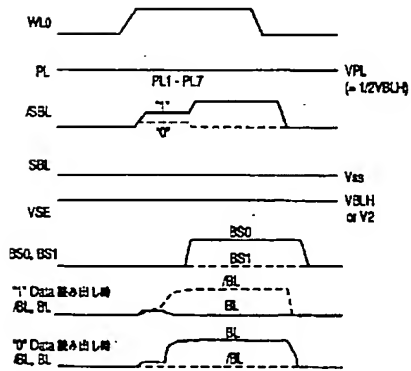 WL0
PL
PL1 - PL7
VPL
(= 1/2VBLH)
/SBL
"1"
"0"
SBL
Vss
VSE
VBLH
or V2
BS0, BS1
BS0
BS1
"1" Data 読み出し時
/BL, BL
/BL
BL
"0" Data 読み出し時
/BL, BL
BL
/BL